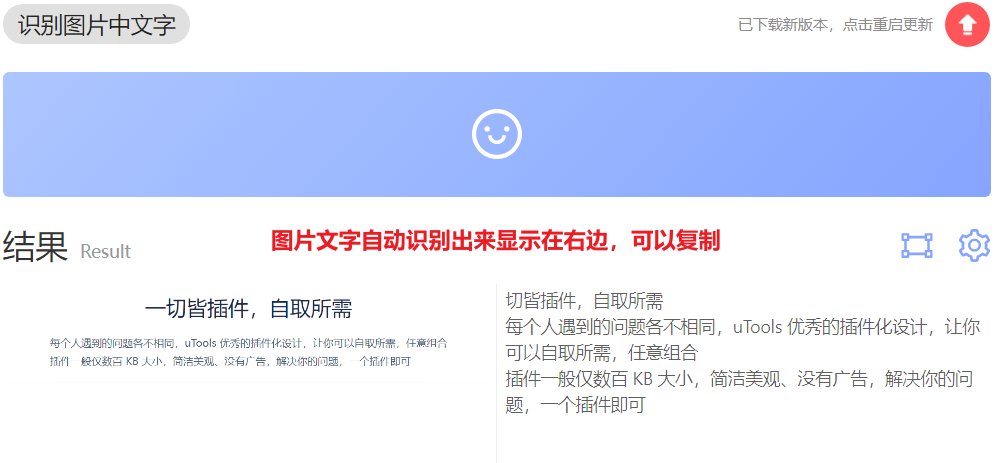 识别图片中文字
已下载新版本，点击重启更新
结果 Result
图片文字自动识别出来显示在右边，可以复制
一切皆插件，自取所需
每个人遇到的问题各不相同，uTools 优秀的插件化设计，让你可以自取所需，任意组合
插件一般仅数百 KB 大小，简洁美观、没有广告，解决你的问题，一个插件即可
切皆插件，自取所需
每个人遇到的问题各不相同，uTools 优秀的插件化设计，让你
可以自取所需，任意组合
插件一般仅数百 KB 大小，简洁美观、没有广告，解决你的问
题，一个插件即可